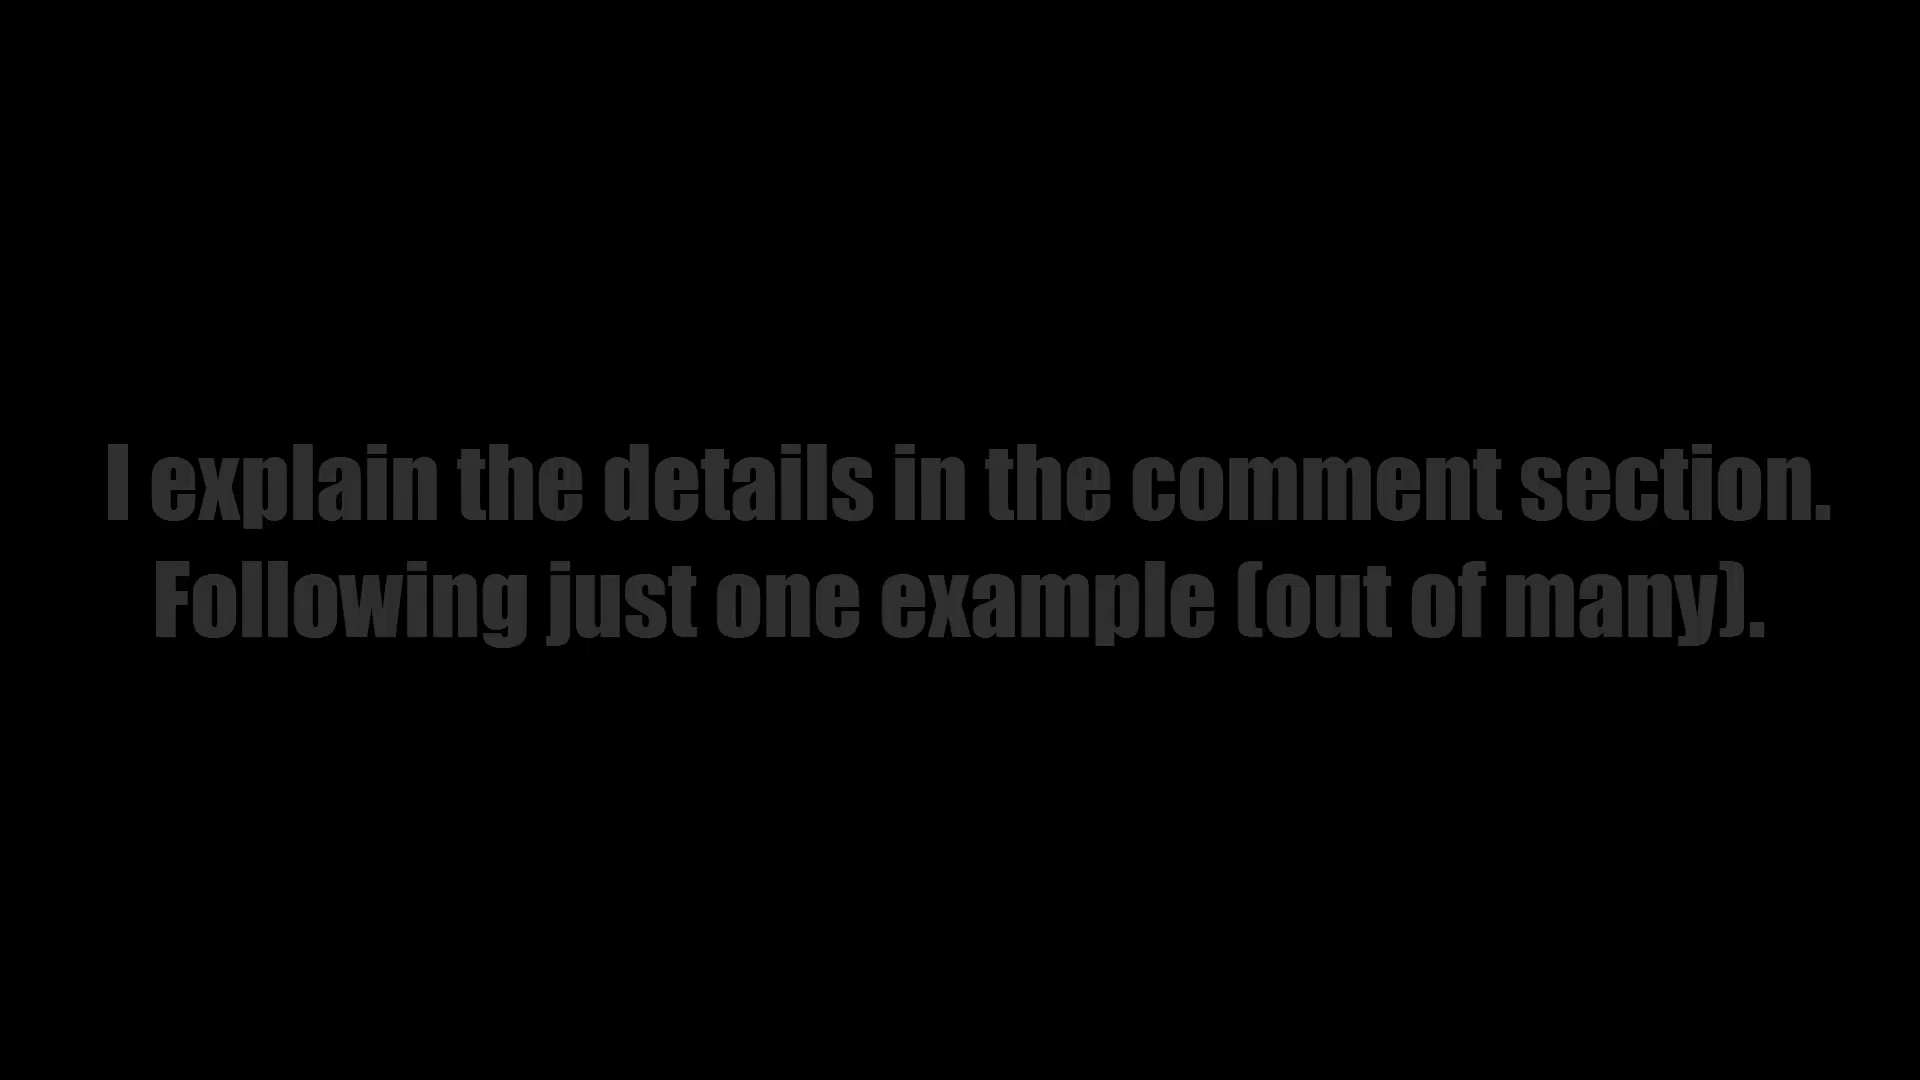 I explain the details in the comment section.
Following just one example (out of many).